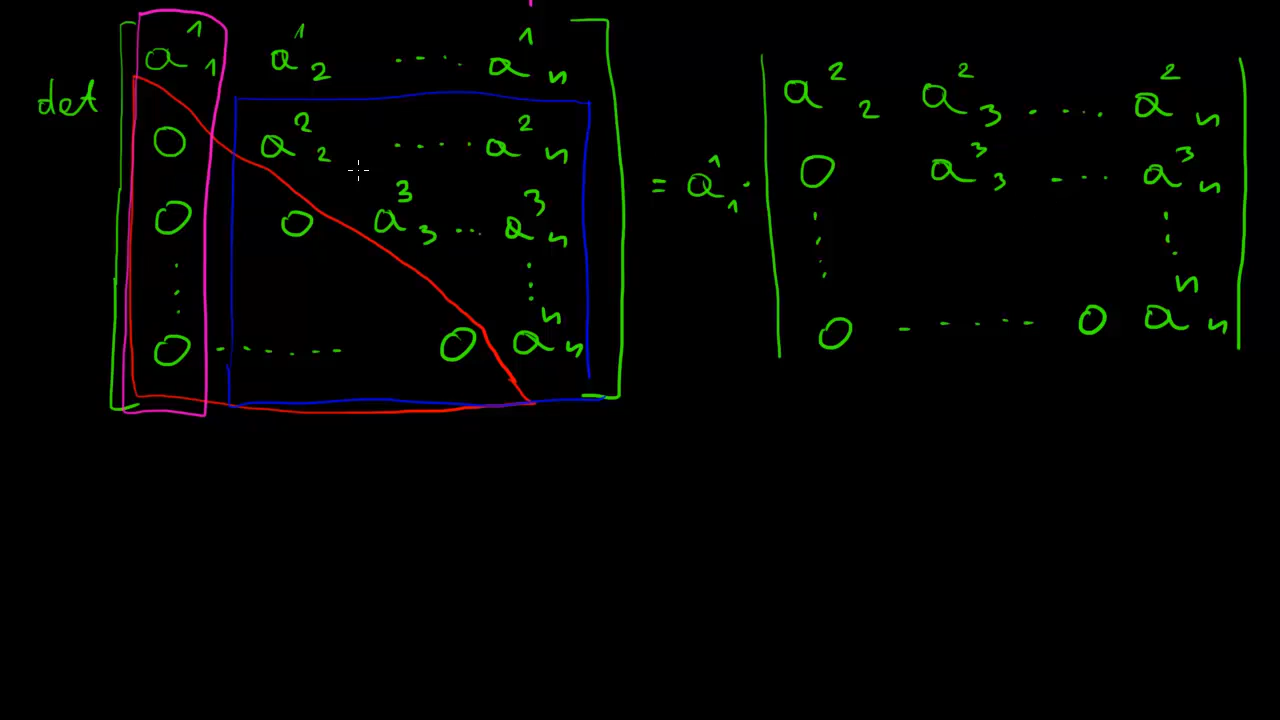 det [ a¹₁ a¹₂ ..... a¹ₙ ]
0 a²₂ ..... a²ₙ
0 0 a³₃ ... a³ₙ
⋮ ⋮
0 ...... 0 aⁿₙ
= a¹₁ · | a²₂ a²₃ .... a²ₙ |
0 a³₃ .... a³ₙ
⋮ ⋮
0 ...... 0 aⁿₙ